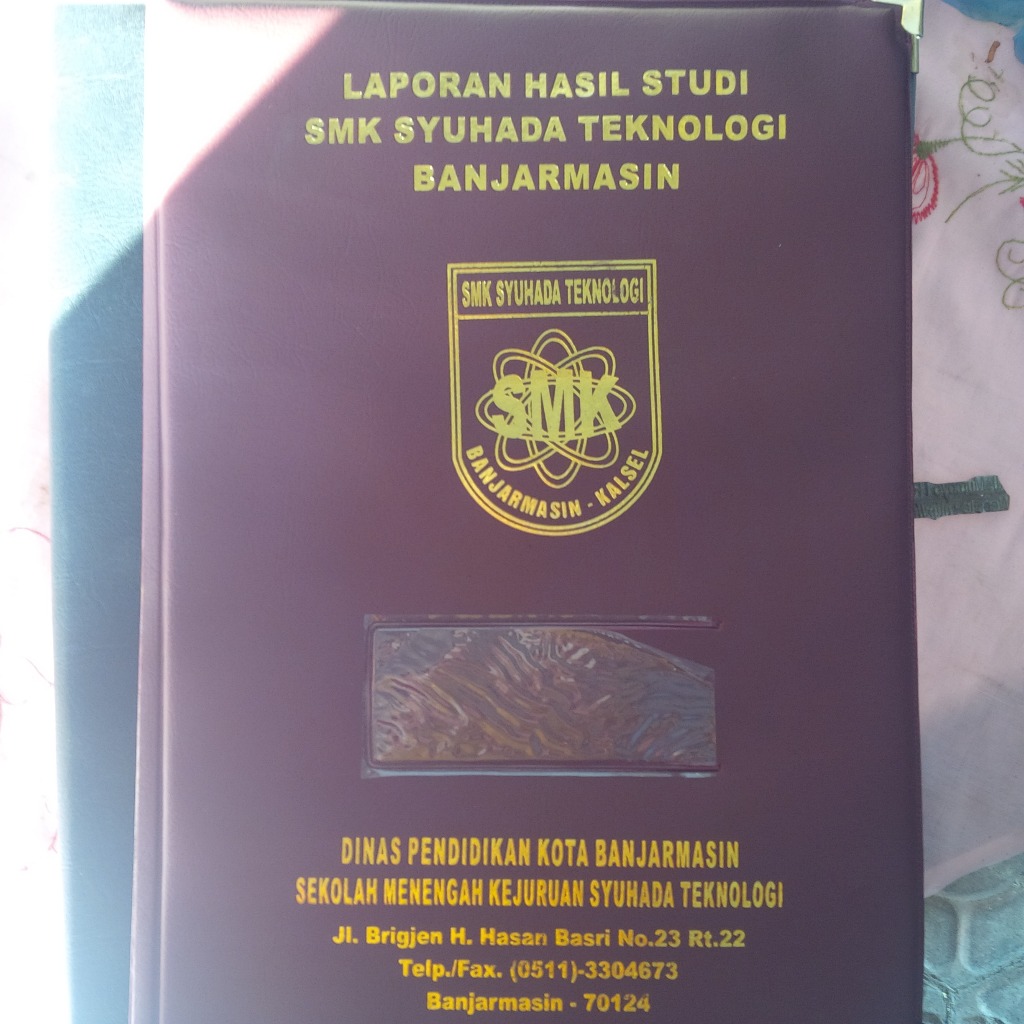 LAPORAN HASIL STUDI
SMK SYUHADA TEKNOLOGI
BANJARMASIN
SMK SYUHADA TEKNOLOGI
SMK
BANJARMASIN - KALSEL
DINAS PENDIDIKAN KOTA BANJARMASIN
SEKOLAH MENENGAH KEJURUAN SYUHADA TEKNOLOGI
Jl. Brigjen H. Hasan Basri No.23 Rt.22
Telp./Fax. (0511)-3304673
Banjarmasin - 70124